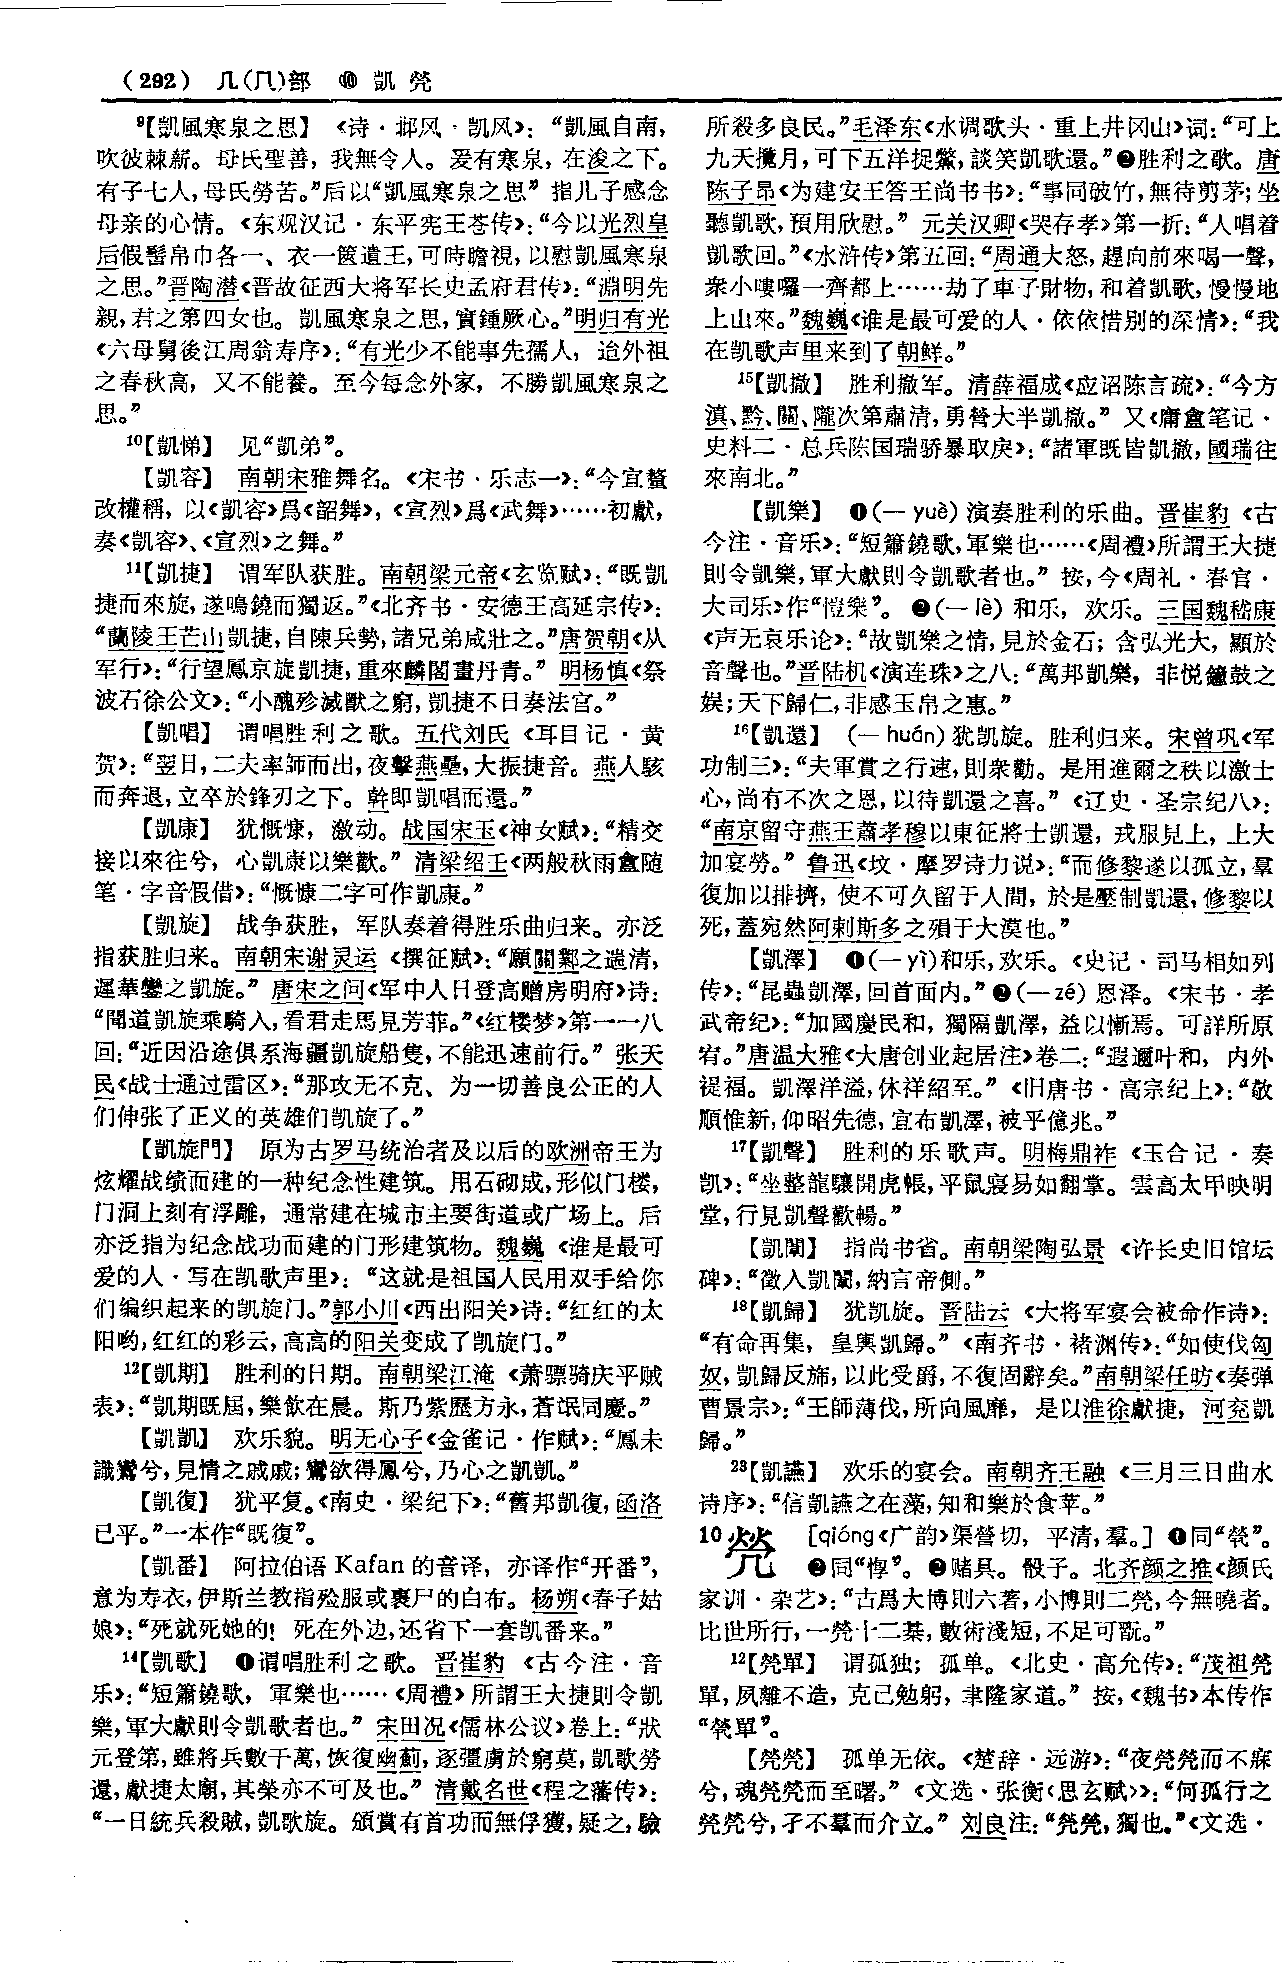 （292） 几(𠘧)部 ⑩ 凱 㷀
⁹【凱風寒泉之思】 《诗·邶风·凯风》：“凱風自南，
吹彼棘薪。母氏聖善，我無令人。爰有寒泉，在浚之下。
有子七人，母氏勞苦。”后以“凱風寒泉之思”指儿子感念
母亲的心情。《东观汉记·东平宪王苍传》：“今以光烈皇
后假髻帛巾各一、衣一篋遺王，可時瞻視，以慰凱風寒泉
之思。”晋陶潜《晋故征西大将军长史孟府君传》：“淵明先
親，君之第四女也。凱風寒泉之思，實鍾厥心。”明归有光
《六母舅後江周翁寿序》：“有光少不能事先孺人，迨外祖
之春秋高，又不能養。至今每念外家，不勝凱風寒泉之
思。”
¹⁰【凱悌】 见“凱弟”。
【凱容】 南朝宋雅舞名。《宋书·乐志一》：“今宜釐
改權稱，以《凱容》爲《韶舞》，《宣烈》爲《武舞》……初獻，
奏《凱容》、《宣烈》之舞。”
¹¹【凱捷】 谓军队获胜。南朝梁元帝《玄览赋》：“既凱
捷而來旋，遂鳴鐃而獨返。”《北齐书·安德王高延宗传》：
“蘭陵王芒山凱捷，自陳兵勢，諸兄弟咸壯之。”唐贺朝《从
军行》：“行望鳳京旋凱捷，重來麟閣畫丹青。” 明杨慎《祭
波石徐公文》：“小醜殄滅獸之窮，凱捷不日奏法宫。”
【凱唱】 谓唱胜利之歌。五代刘氏《耳目记·黄
贺》：“翌日，二夫率師而出，夜擊燕壘，大振捷音。燕人駭
而奔退，立卒於鋒刃之下。幹即凱唱而還。”
【凱康】 犹慨慷，激动。战国宋玉《神女赋》：“精交
接以來往兮，心凱康以樂歡。” 清梁绍壬《两般秋雨盦随
笔·字音假借》：“慨慷二字可作凱康。”
【凱旋】 战争获胜，军队奏着得胜乐曲归来。亦泛
指获胜归来。南朝宋谢灵运《撰征赋》：“願關鄴之遄清，
遲華鑾之凱旋。” 唐宋之问《军中人日登高赠房明府》诗：
“聞道凱旋乘騎入，看君走馬見芳菲。”《红楼梦》第一一八
回：“近因沿途俱系海疆凱旋船隻，不能迅速前行。” 张天
民《战士通过雷区》：“那攻无不克、为一切善良公正的人
们伸张了正义的英雄们凯旋了。”
【凱旋門】 原为古罗马统治者及以后的欧洲帝王为
炫耀战绩而建的一种纪念性建筑。用石砌成，形似门楼，
门洞上刻有浮雕，通常建在城市主要街道或广场上。后
亦泛指为纪念战功而建的门形建筑物。魏巍《谁是最可
爱的人·写在凯歌声里》：“这就是祖国人民用双手给你
们编织起来的凯旋门。”郭小川《西出阳关》诗：“红红的太
阳哟，红红的彩云，高高的阳关变成了凯旋门。”
¹²【凱期】 胜利的日期。南朝梁江淹《萧骠骑庆平贼
表》：“凱期既屆，樂飲在晨。斯乃紫歷方永，蒼氓同慶。”
【凱凱】 欢乐貌。明无心子《金雀记·作赋》：“鳳未
識鸞兮，見情之戚戚；鸞欲得鳳兮，乃心之凱凱。”
【凱復】 犹平复。《南史·梁纪下》：“舊邦凱復，函洛
已平。”一本作“既復”。
【凱番】 阿拉伯语 Kafan 的音译，亦译作“开番”，
意为寿衣，伊斯兰教指殓服或裹尸的白布。杨朔《春子姑
娘》：“死就死她的！死在外边，还省下一套凱番来。”
¹⁴【凱歌】 ❶谓唱胜利之歌。晋崔豹《古今注·音
乐》：“短簫鐃歌，軍樂也……《周禮》所謂王大捷則令凱
樂，軍大獻則令凱歌者也。” 宋田况《儒林公议》卷上：“狀
元登第，雖將兵數千萬，恢復幽薊，逐彊虜於窮莫，凱歌勞
還，獻捷太廟，其榮亦不可及也。” 清戴名世《程之藩传》：
“一日統兵殺賊，凱歌旋。頒賞有首功而無俘獲，疑之，驗
所殺多良民。”毛泽东《水调歌头·重上井冈山》词：“可上
九天攬月，可下五洋捉鱉，談笑凱歌還。”❷胜利之歌。唐
陈子昂《为建安王答王尚书书》：“事同破竹，無待剪茅；坐
聽凱歌，預用欣慰。” 元关汉卿《哭存孝》第一折：“人唱着
凱歌回。”《水浒传》第五回：“周通大怒，趕向前來喝一聲，
衆小嘍囉一齊都上……劫了車子財物，和着凱歌，慢慢地
上山來。”魏巍《谁是最可爱的人·依依惜别的深情》：“我
在凯歌声里来到了朝鮮。”
¹⁵【凱撤】 胜利撤军。清薛福成《应诏陈言疏》：“今方
滇、黔、關、隴次第肅清，勇營大半凱撤。” 又《庸盦笔记·
史料二·总兵陈国瑞骄暴取戾》：“諸軍既皆凱撤，國瑞往
來南北。”
【凱樂】 ❶(一 yuè) 演奏胜利的乐曲。晋崔豹《古
今注·音乐》：“短簫鐃歌，軍樂也……《周禮》所謂王大捷
則令凱樂，軍大獻則令凱歌者也。” 按，今《周礼·春官·
大司乐》作“愷樂”。 ❷(一 lè) 和乐，欢乐。三国魏嵇康
《声无哀乐论》：“故凱樂之情，見於金石；含弘光大，顯於
音聲也。”晋陆机《演连珠》之八：“萬邦凱樂，非悦鐘鼓之
娱；天下歸仁，非感玉帛之惠。”
¹⁶【凱還】 (一 huán) 犹凯旋。胜利归来。宋曾巩《军
功制三》：“夫軍賞之行速，則衆勸。是用進爾之秩以激士
心，尚有不次之恩，以待凱還之喜。”《辽史·圣宗纪八》：
“南京留守燕王蕭孝穆以東征將士凱還，戎服見上，上大
加宴勞。” 鲁迅《坟·摩罗诗力说》：“而修黎遂以孤立，羣
復加以排擠，使不可久留于人間，於是壓制凱還，修黎以
死，蓋宛然阿剌斯多之殞于大漠也。”
【凱澤】 ❶(一 yì)和乐，欢乐。《史记·司马相如列
传》：“昆蟲凱澤，回首面内。”❷(一 zé) 恩泽。《宋书·孝
武帝纪》：“加國慶民和，獨隔凱澤，益以慚焉。可詳所原
宥。”唐温大雅《大唐创业起居注》卷二：“遐邇叶和，内外
禔福。凱澤洋溢，休祥紹至。”《旧唐书·高宗纪上》：“敬
順惟新，仰昭先德，宜布凱澤，被乎億兆。”
¹⁷【凱聲】 胜利的乐歌声。明梅鼎祚《玉合记·奏
凯》：“坐整龍驤開虎帳，平鼠寇易如翻掌。雲高太甲映明
堂，行見凱聲歡暢。”
【凱闈】 指尚书省。南朝梁陶弘景《许长史旧馆坛
碑》：“徵入凱闈，納言帝側。”
¹⁸【凱歸】 犹凯旋。晋陆云《大将军宴会被命作诗》：
“有命再集，皇輿凱歸。”《南齐书·褚渊传》：“如使伐匈
奴，凱歸反旆，以此受爵，不復固辭矣。”南朝梁任昉《奏弹
曹景宗》：“王師薄伐，所向風靡，是以淮徐獻捷，河兖凱
歸。”
²³【凱讌】 欢乐的宴会。南朝齐王融《三月三日曲水
诗序》：“信凱讌之在藻，知和樂於食苹。”
10㷀 [qióng《广韵》渠營切，平清，羣。] ❶同“煢”。
❷同“惸”。❸赌具。骰子。北齐颜之推《颜氏
家训·杂艺》：“古爲大博則六著，小博則二㷀，今無曉者。
比世所行，一㷀十二棊，數術淺短，不足可翫。”
¹²【㷀單】 谓孤独；孤单。《北史·高允传》：“茂祖㷀
單，夙離不造，克己勉躬，聿隆家道。” 按，《魏书》本传作
“煢單”。
【㷀㷀】 孤单无依。《楚辞·远游》：“夜㷀㷀而不寐
兮，魂㷀㷀而至曙。”《文选·张衡〈思玄赋〉》：“何孤行之
㷀㷀兮，孑不羣而介立。” 刘良注：“㷀㷀，獨也。”《文选·